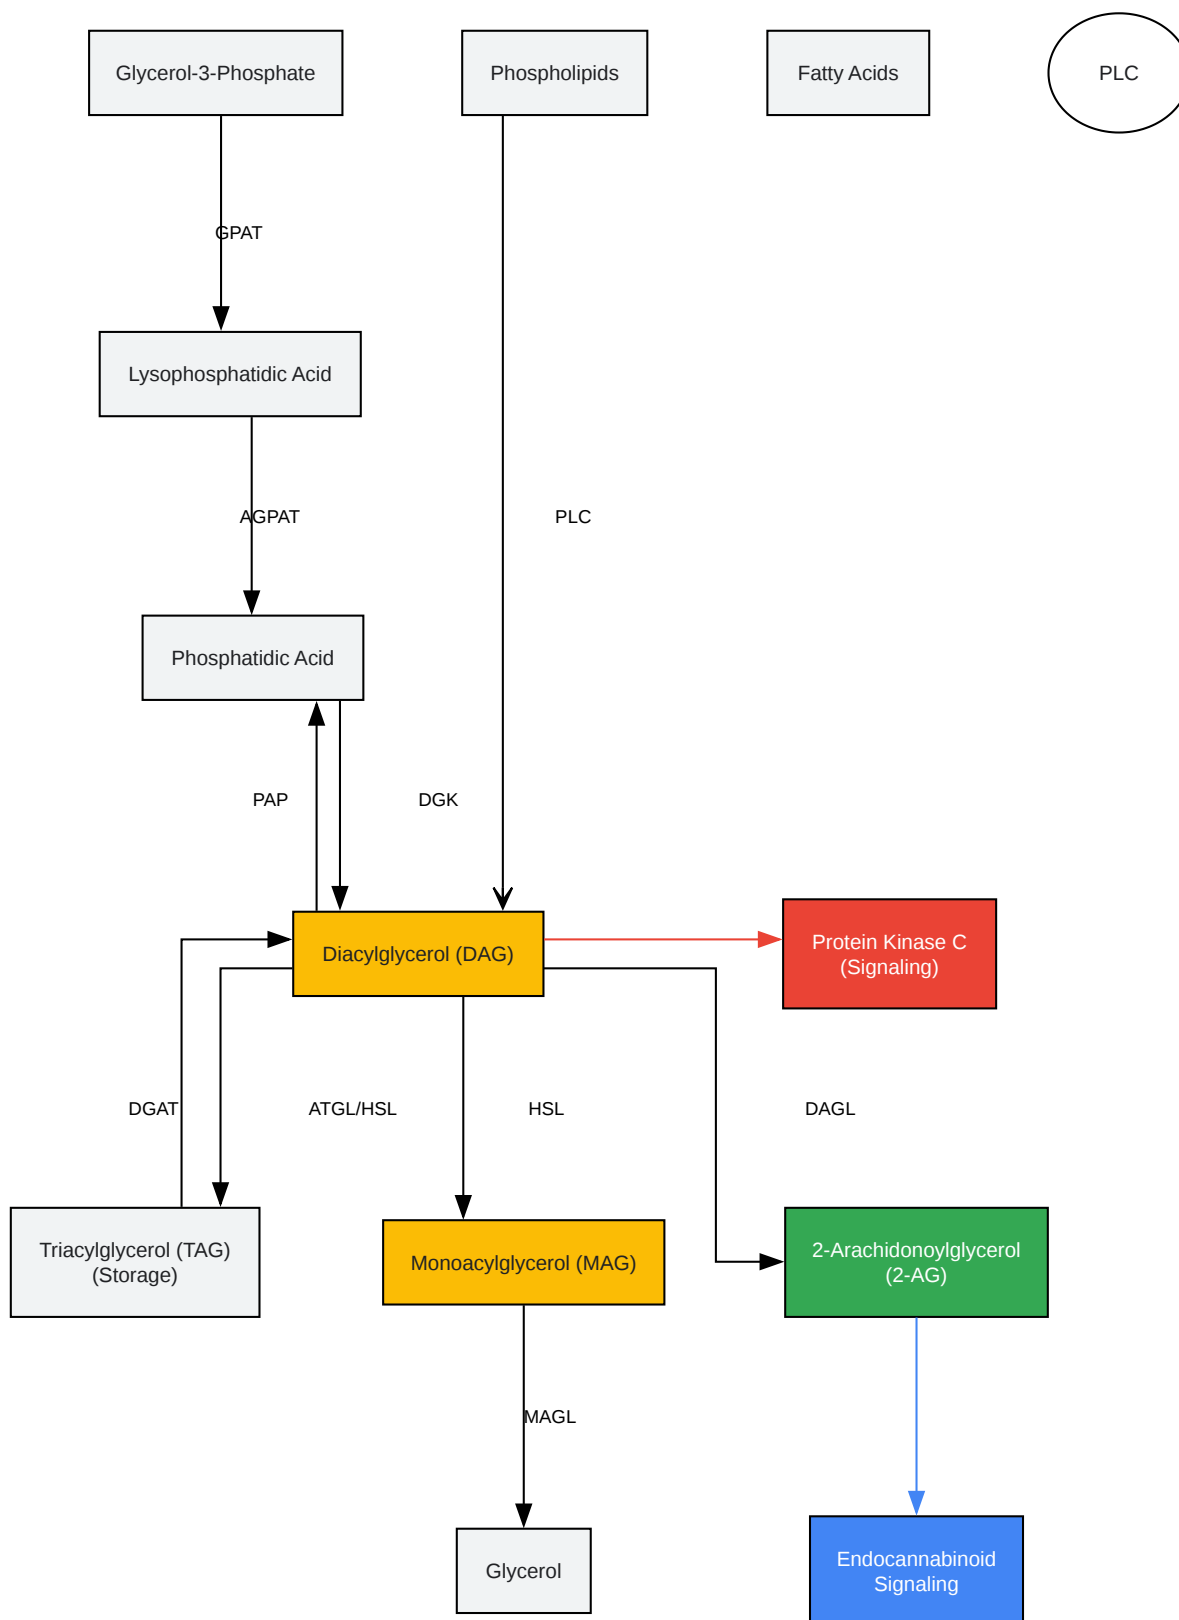 Glycerol-3-Phosphate
Phospholipids
Fatty Acids
PLC
GPAT
Lysophosphatidic Acid
AGPAT
PLC
Phosphatidic Acid
PAP
DGK
Diacylglycerol (DAG)
Protein Kinase C
(Signaling)
DGAT
ATGL/HSL
HSL
DAGL
Triacylglycerol (TAG)
(Storage)
Monoacylglycerol (MAG)
2-Arachidonoylglycerol
(2-AG)
MAGL
Glycerol
Endocannabinoid
Signaling